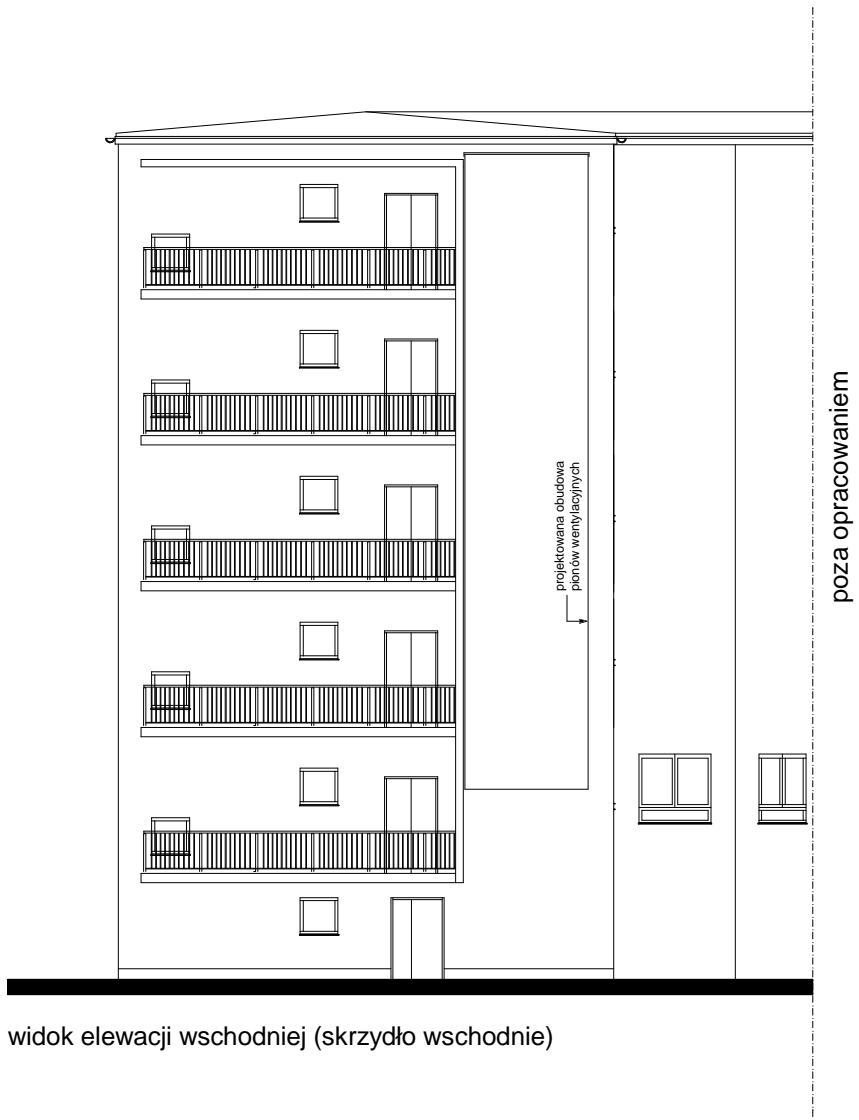 projektowana obudowa
pionów wentylacyjnych
poza opracowaniem
widok elewacji wschodniej (skrzydło wschodnie)